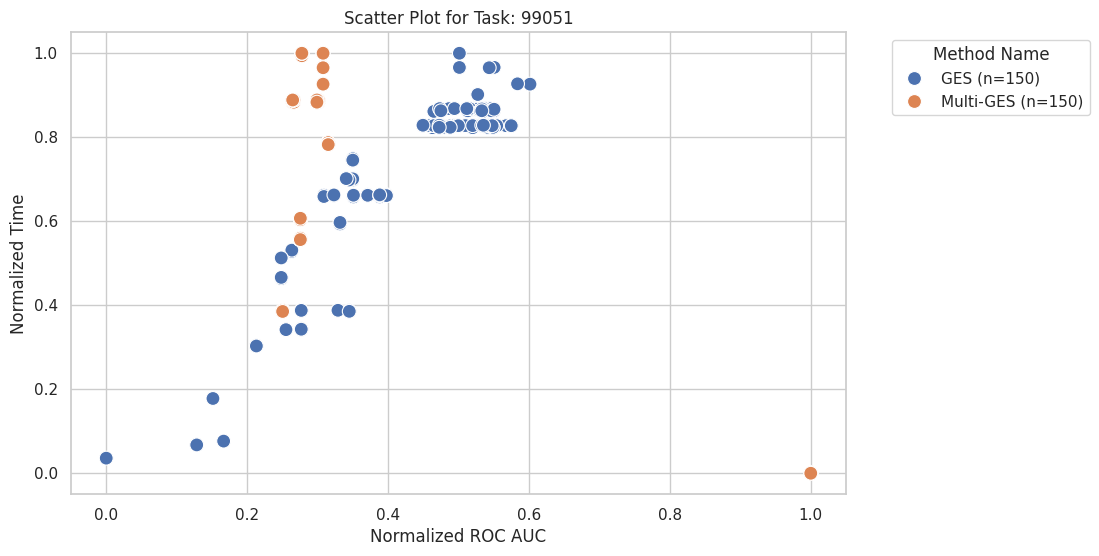 Scatter Plot for Task: 99051
Method Name
GES (n=150)
Multi-GES (n=150)
Normalized Time
1.0
0.8
0.6
0.4
0.2
0.0
0.0 0.2 0.4 0.6 0.8 1.0
Normalized ROC AUC